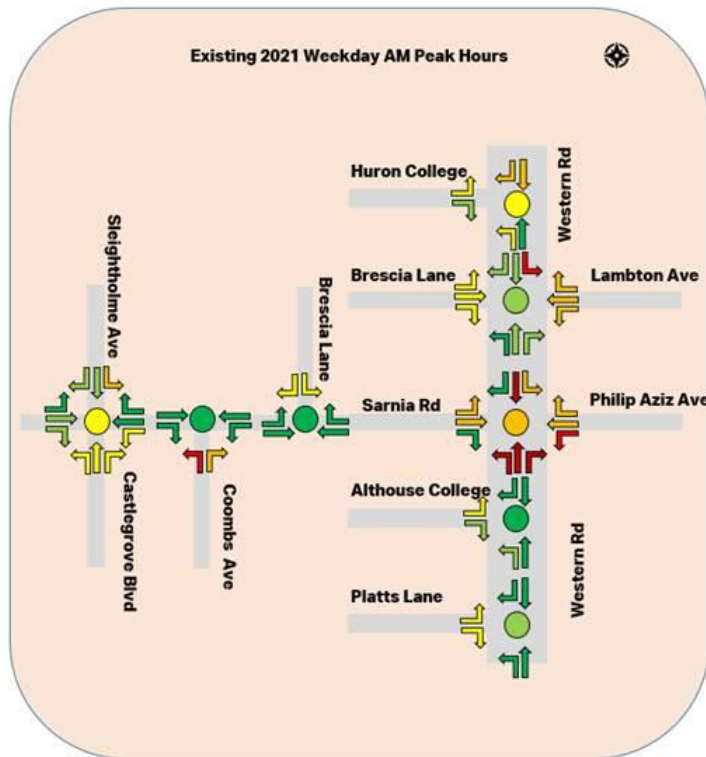 Existing 2021 Weekday AM Peak Hours
Huron College
Western Rd
Brescia Lane
Lambton Ave
Sleightholme Ave
Brescia Lane
Sarnia Rd
Philip Aziz Ave
Castlegrove Blvd
Coombs Ave
Althouse College
Western Rd
Platts Lane